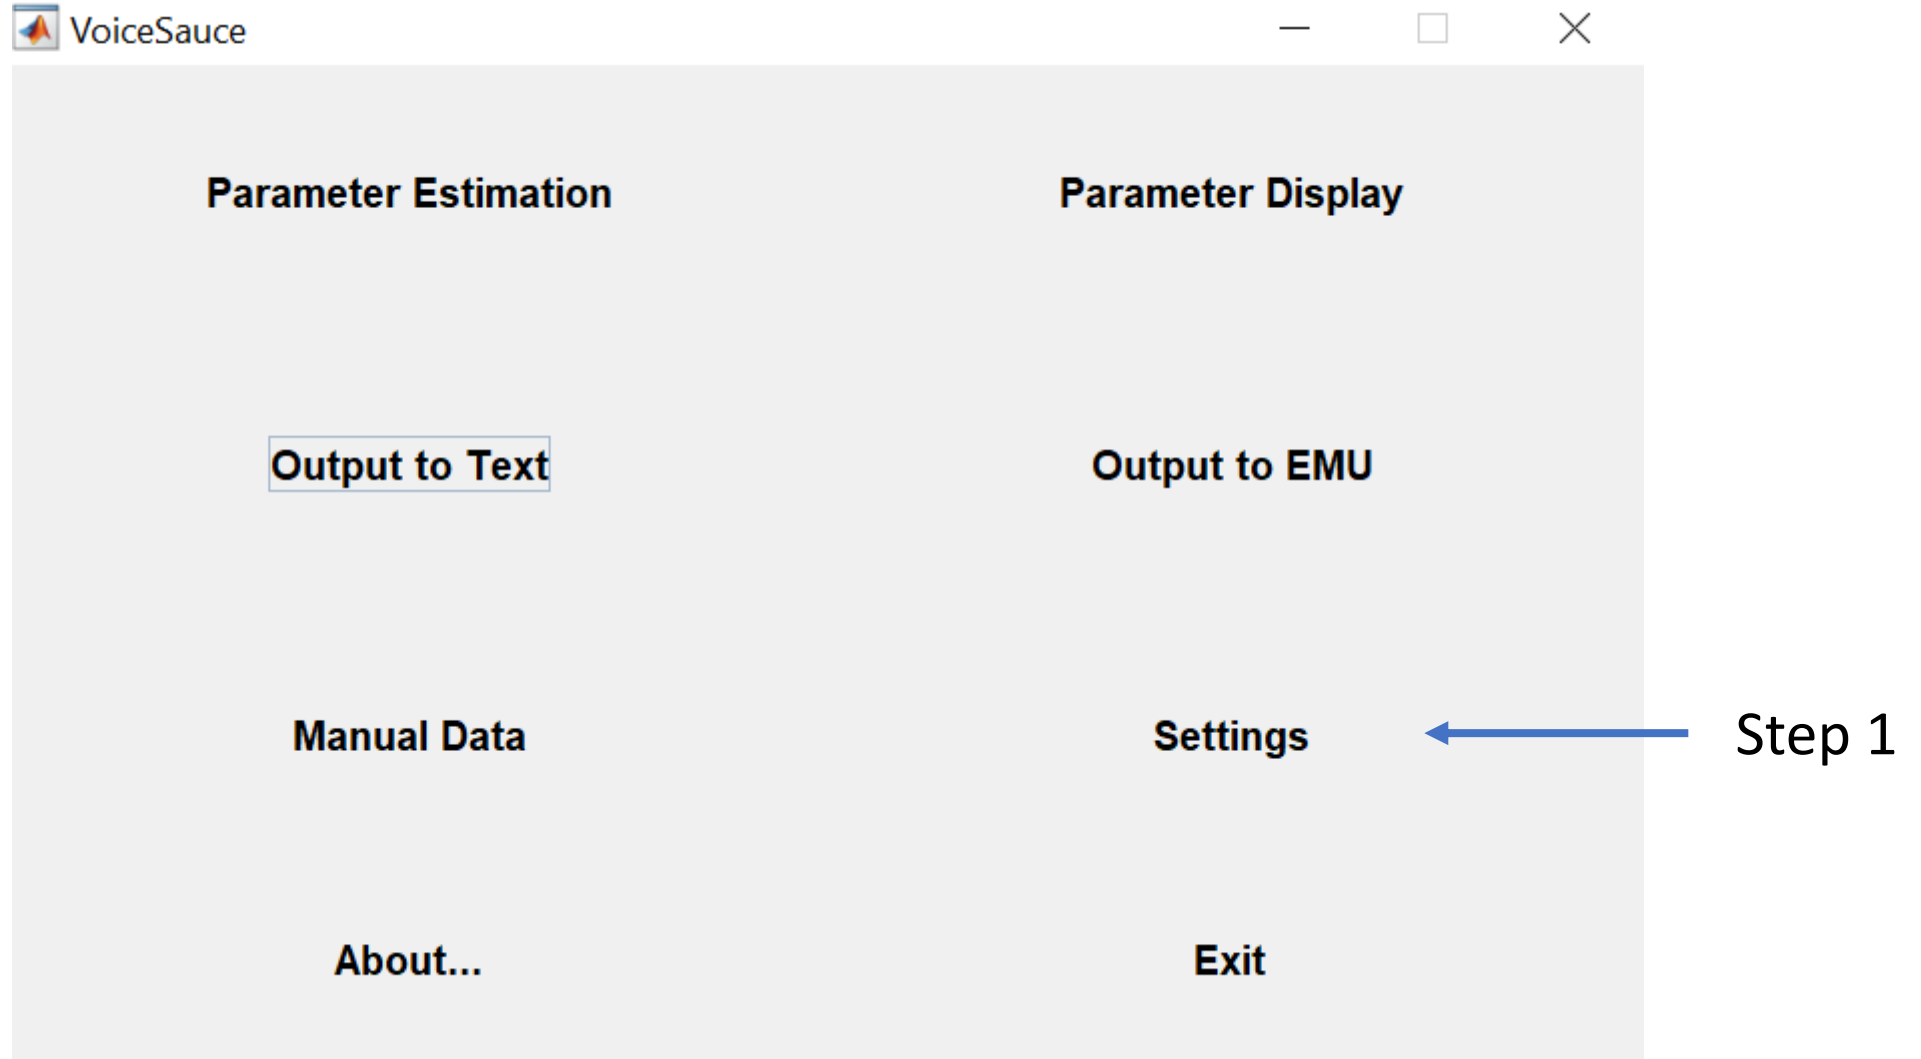 VoiceSauce
Parameter Estimation
Parameter Display
Output to Text
Output to EMU
Manual Data
Settings
Step 1
About...
Exit